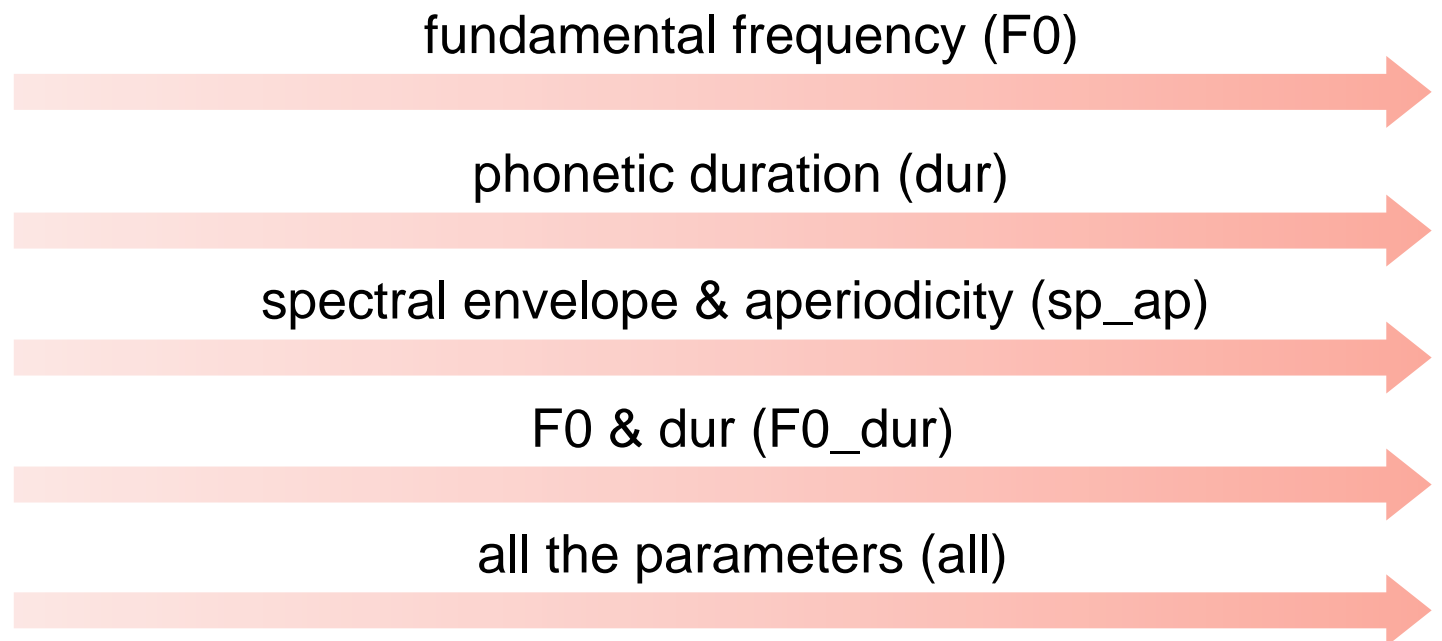 fundamental frequency (F0)
phonetic duration (dur)
spectral envelope & aperiodicity (sp_ap)
F0 & dur (F0_dur)
all the parameters (all)